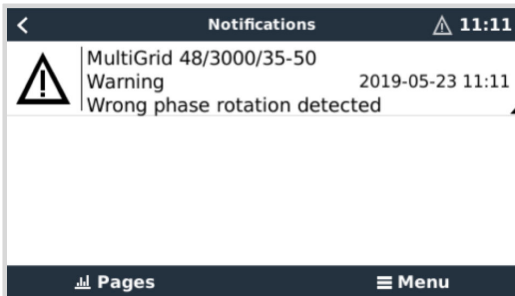 Notifications
11:11
MultiGrid 48/3000/35-50
Warning
2019-05-23 11:11
Wrong phase rotation detected
Pages
Menu